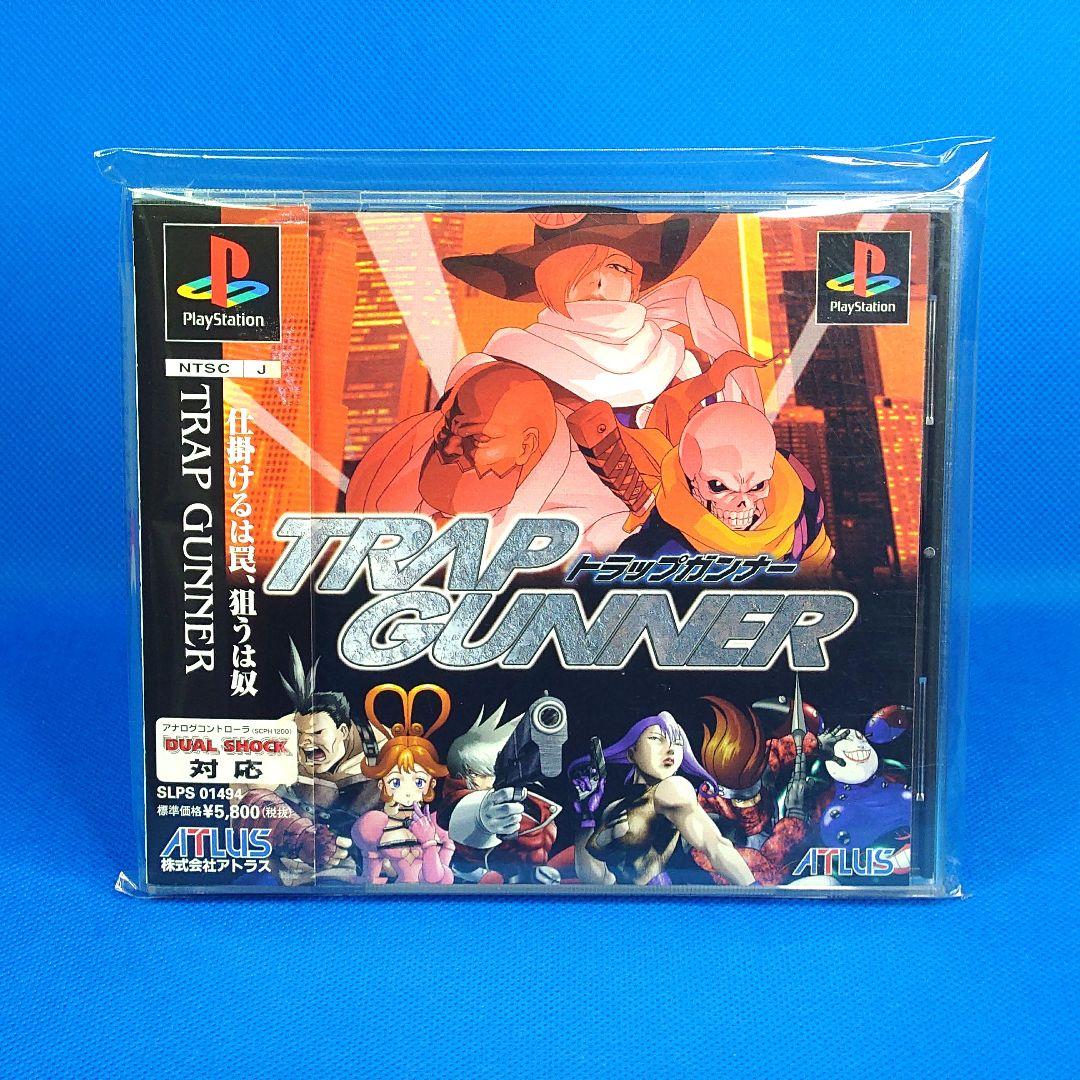 PlayStation
NTSC J
TRAP GUNNER
仕掛けるは罠、狙うは奴
アナログコントローラ(SCPH1200)
DUAL SHOCK
対応
SLPS 01494
標準価格¥5,800(税抜)
ATLUS
株式会社アトラス
PlayStation
TRAP
トラップガンナー
GUNNER
ATLUS